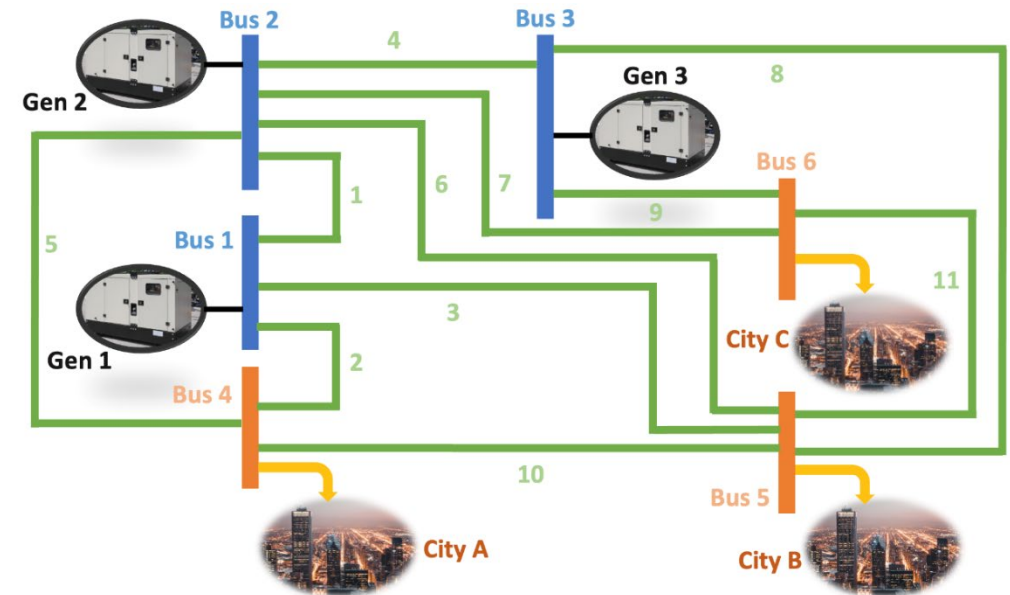 Bus 2
Bus 3
4
8
Gen 2
Gen 3
Bus 6
1
6
7
9
5
Bus 1
11
3
City C
Gen 1
2
Bus 4
10
Bus 5
City A
City B